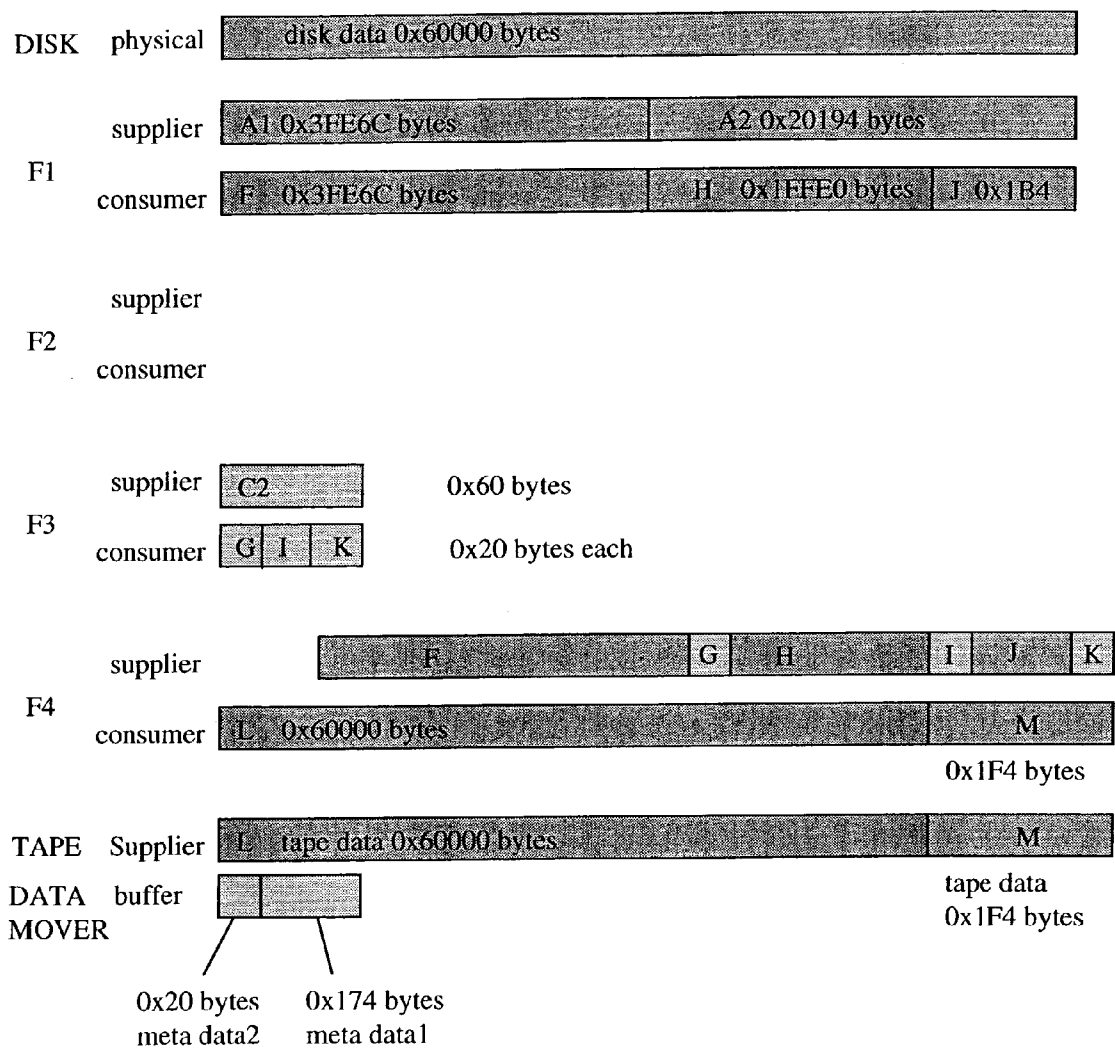 DISK physical disk data 0x60000 bytes
supplier A1 0x3FE6C bytes A2 0x20194 bytes
F1
consumer F 0x3FE6C bytes H 0x1FFE0 bytes J 0x1B4
supplier
F2
consumer
supplier C2 0x60 bytes
F3
consumer G I K 0x20 bytes each
supplier F G H I J K
F4
consumer L 0x60000 bytes M
0x1F4 bytes
TAPE Supplier L tape data 0x60000 bytes M
DATA buffer tape data
MOVER 0x1F4 bytes
0x20 bytes 0x174 bytes
meta data2 meta data1